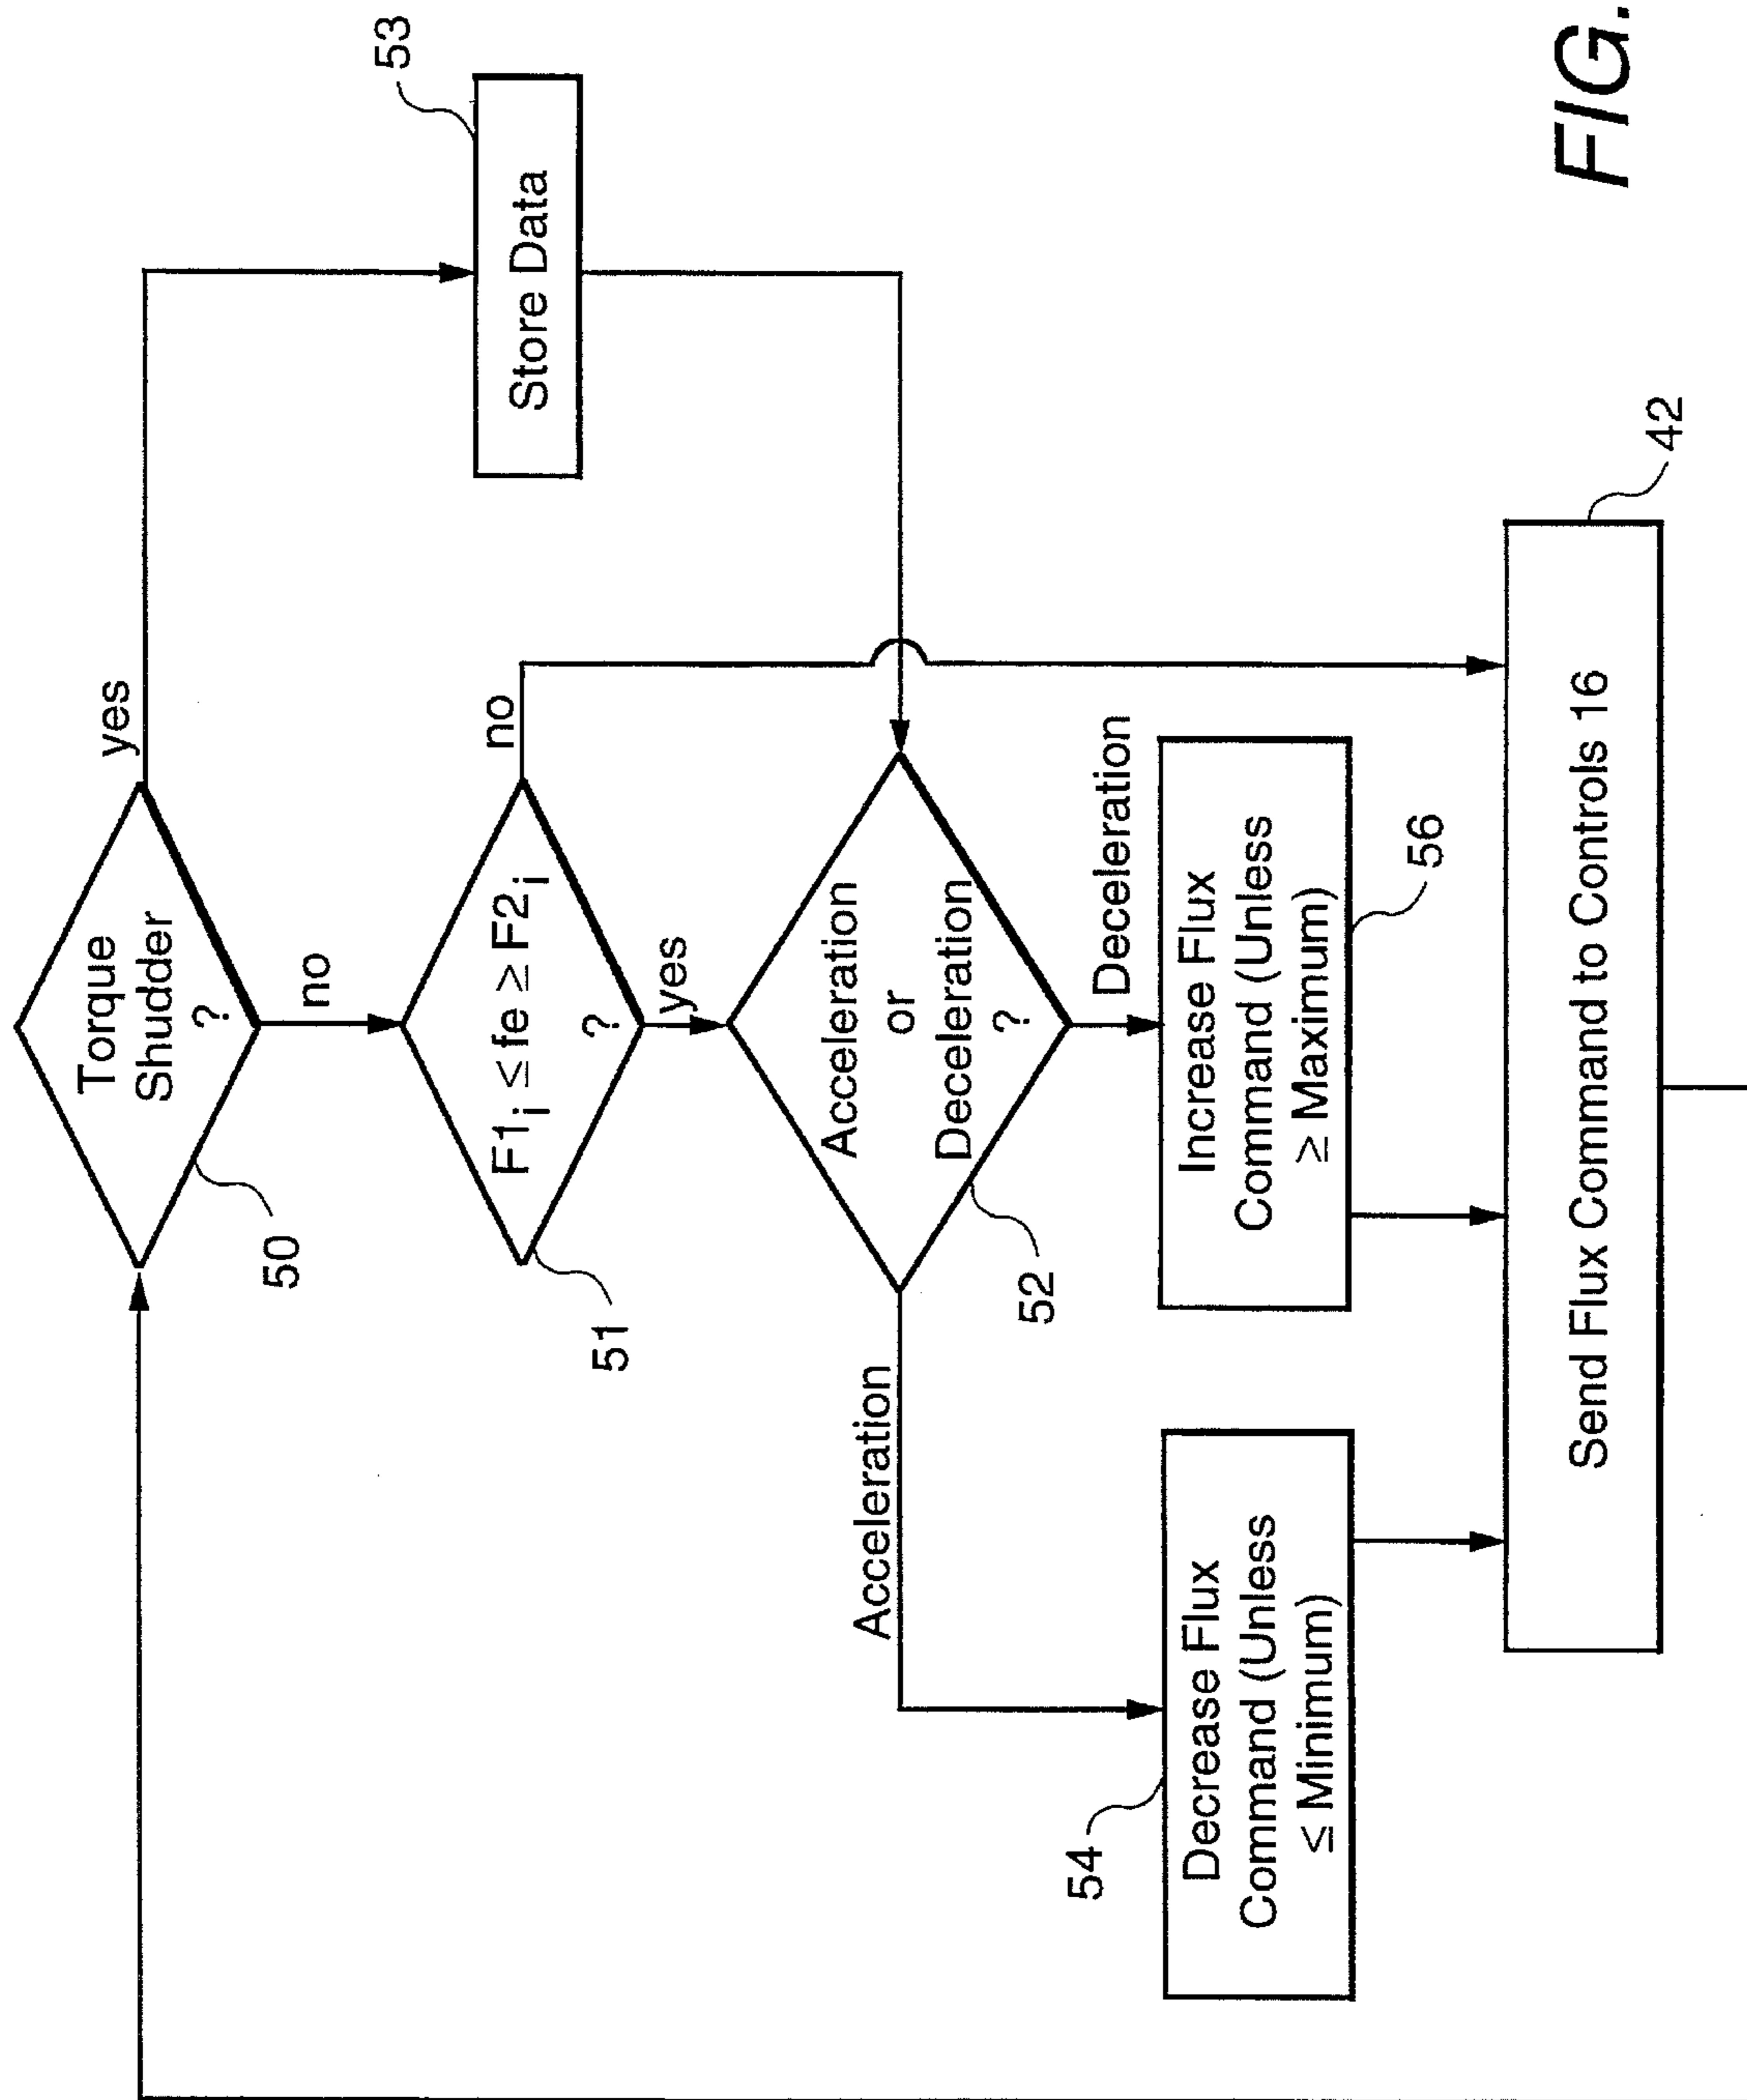 Torque
Shudder
?
50
yes
no
53
Store Data
F1i ≤ fe ≥ F2i
?
51
no
yes
Acceleration
or
Deceleration
?
52
Acceleration
Deceleration
54
Decrease Flux
Command (Unless
≤ Minimum)
Increase Flux
Command (Unless
≥ Maximum)
56
Send Flux Command to Controls 16
42
FIG.